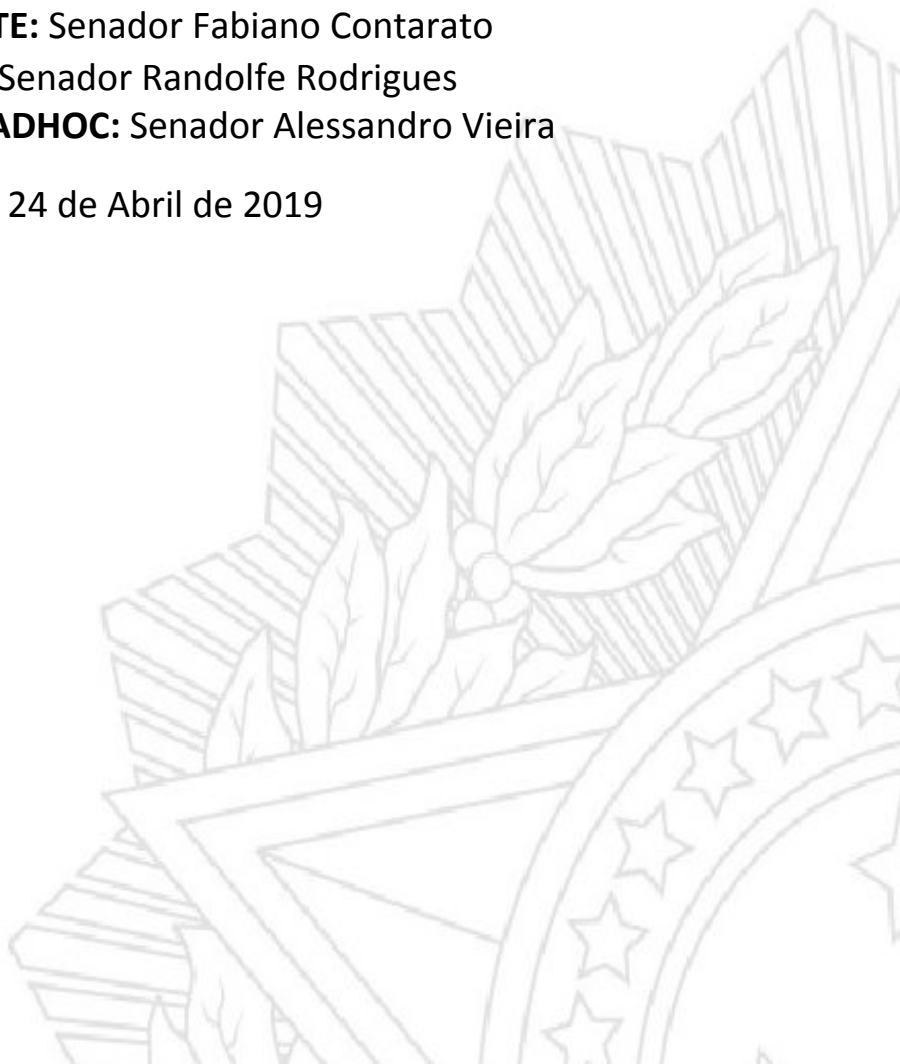 TE: Senador Fabiano Contarato
Senador Randolfe Rodrigues
ADHOC: Senador Alessandro Vieira
24 de Abril de 2019